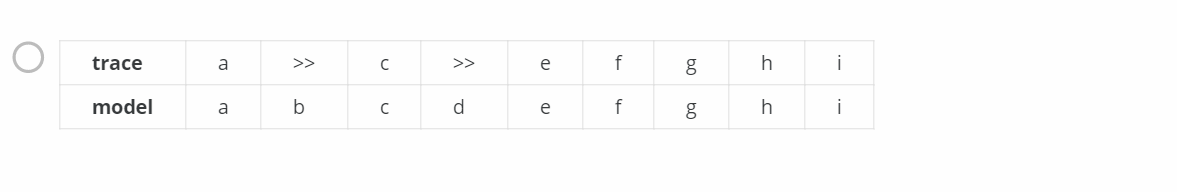 trace a >> c >> e f g h i
model a b c d e f g h i